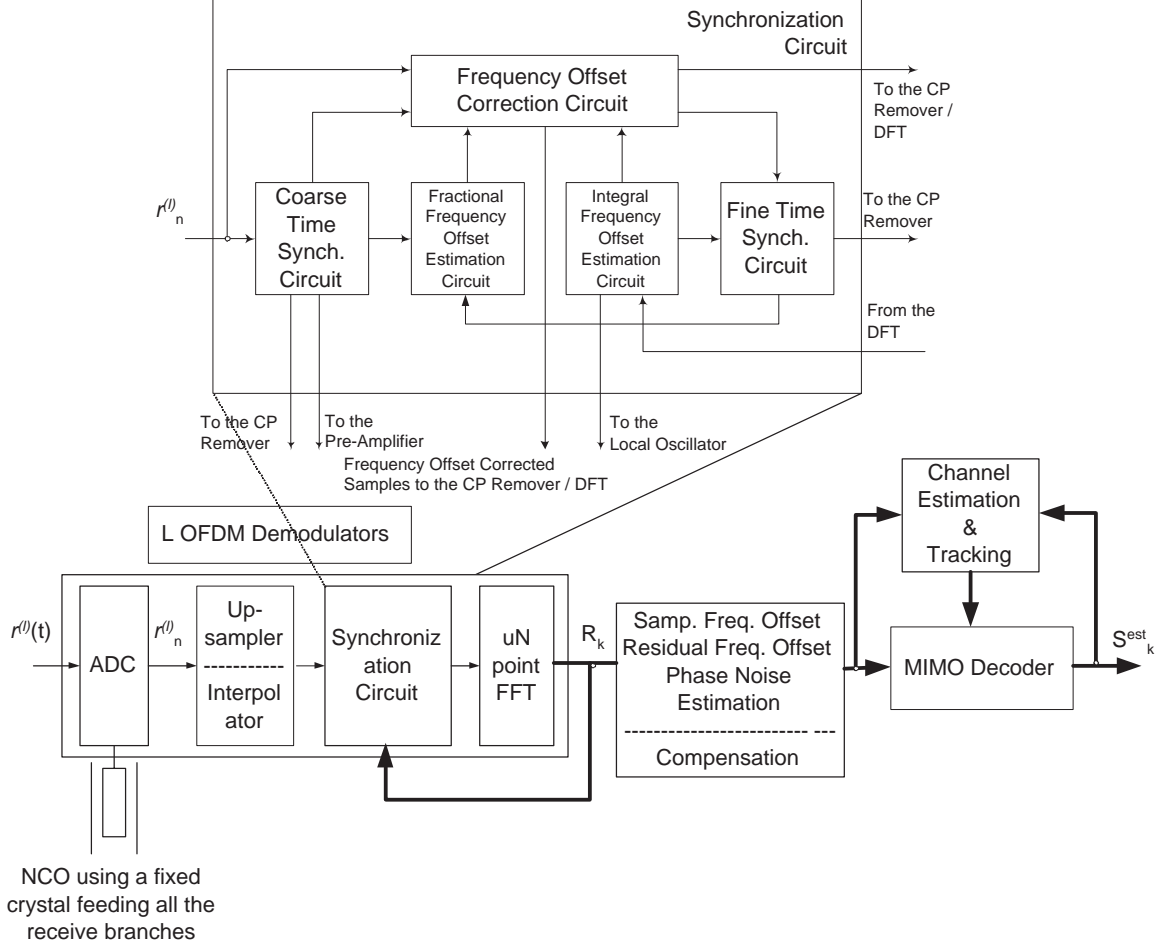 Synchronization
Circuit
Frequency Offset
Correction Circuit
To the CP
Remover /
DFT
r(l)n
Coarse
Time
Synch.
Circuit
Fractional
Frequency
Offset
Estimation
Circuit
Integral
Frequency
Offset
Estimation
Circuit
Fine Time
Synch.
Circuit
To the CP
Remover
From the
DFT
To the CP
Remover
To the
Pre-Amplifier
Frequency Offset Corrected
Samples to the CP Remover / DFT
To the
Local Oscillator
L OFDM Demodulators
r(l)(t)
ADC
r(l)n
Up-
sampler
Interpol
ator
Synchroniz
ation
Circuit
uN
point
FFT
Rk
Samp. Freq. Offset
Residual Freq. Offset
Phase Noise
Estimation
Compensation
Channel
Estimation
&
Tracking
MIMO Decoder
Sestk
NCO using a fixed
crystal feeding all the
receive branches